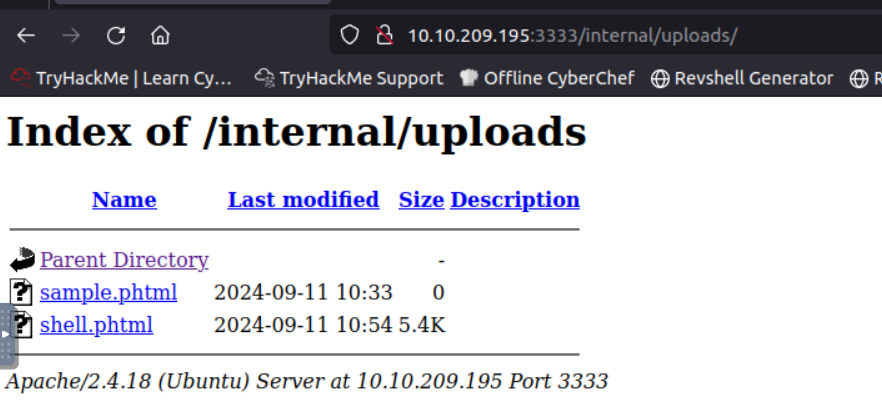 10.10.209.195:3333/internal/uploads/
TryHackMe | Learn Cy... TryHackMe Support Offline CyberChef Revshell Generator R
Index of /internal/uploads
Name Last modified Size Description
Parent Directory -
sample.phtml 2024-09-11 10:33 0
shell.phtml 2024-09-11 10:54 5.4K
Apache/2.4.18 (Ubuntu) Server at 10.10.209.195 Port 3333